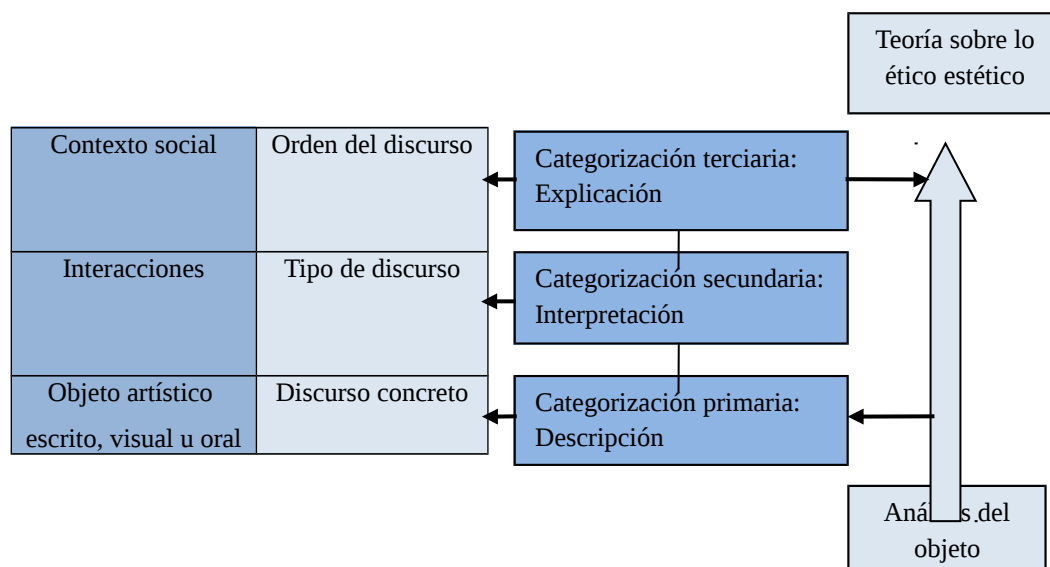 Teoría sobre lo
ético estético
Contexto social
Orden del discurso
Categorización terciaria:
Explicación
Interacciones
Tipo de discurso
Categorización secundaria:
Interpretación
Objeto artístico
escrito, visual u oral
Discurso concreto
Categorización primaria:
Descripción
del
objeto